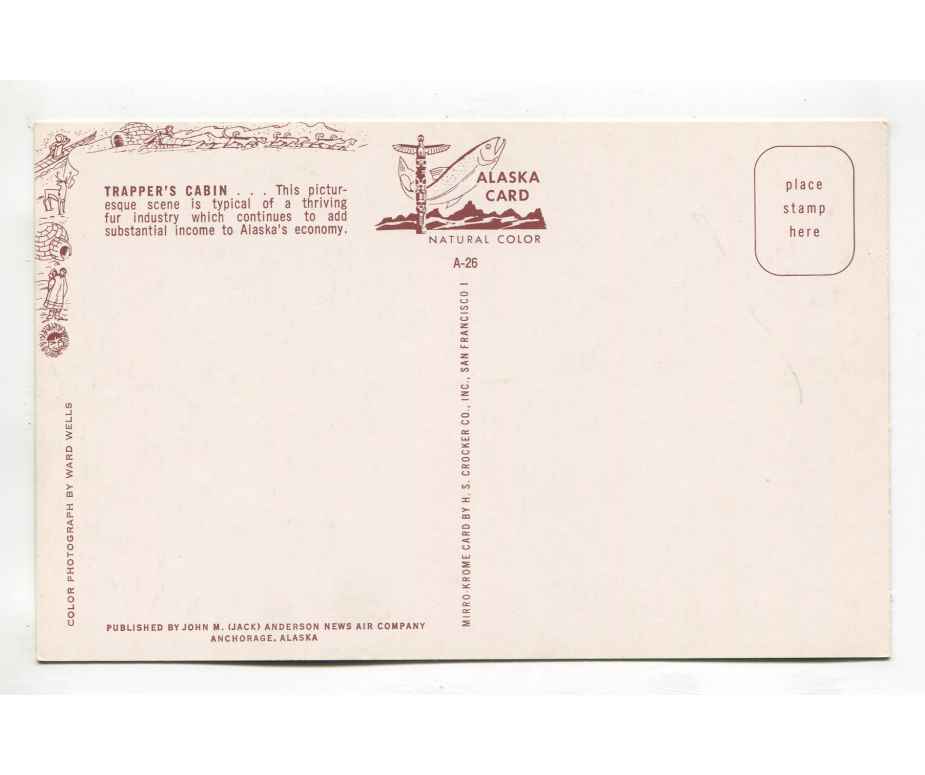 TRAPPER'S CABIN . . . This pictur-
esque scene is typical of a thriving
fur industry which continues to add
substantial income to Alaska's economy.
ALASKA
CARD
NATURAL COLOR
A-26
place
stamp
here
COLOR PHOTOGRAPH BY WARD WELLS
MIRRO-KROME CARD BY H. S. CROCKER CO., INC., SAN FRANCISCO 1
PUBLISHED BY JOHN M. (JACK) ANDERSON NEWS AIR COMPANY
ANCHORAGE, ALASKA